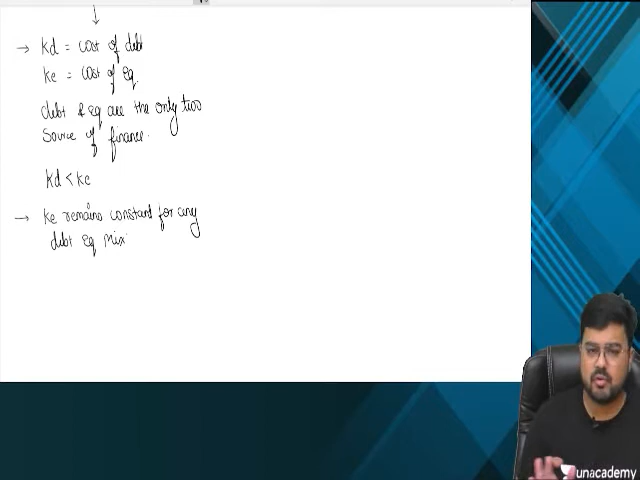 → Kd = cost of debt
Ke = cost of eq.
debt & eq are the only two
Source of finance.
Kd < Ke
→ Ke remains constant for any
debt eq mix
unacademy